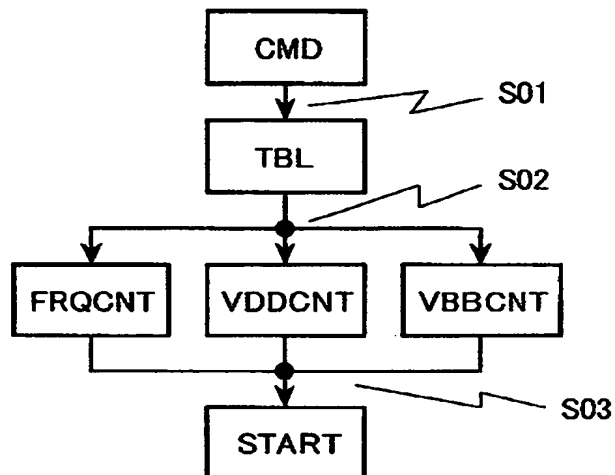 CMD
S01
TBL
S02
FRQCNT VDDCNT VBBCNT
S03
START